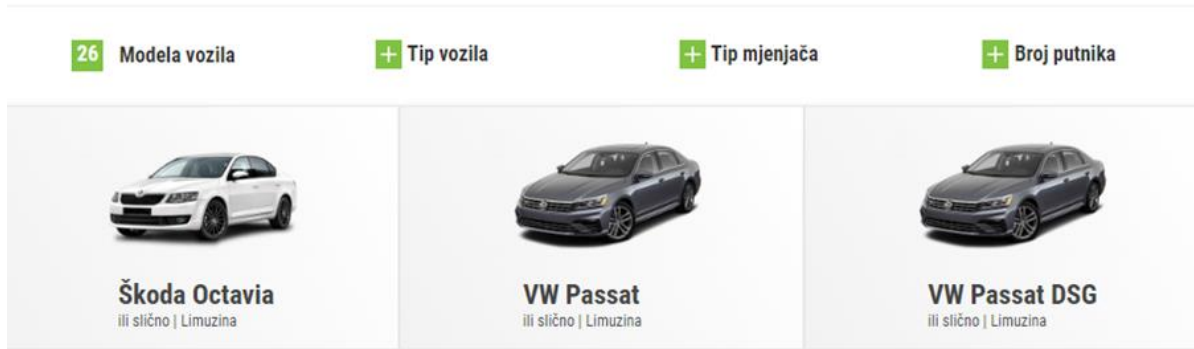 26 Modela vozila
+ Tip vozila
+ Tip mjenjača
+ Broj putnika
Škoda Octavia
ili slično | Limuzina
VW Passat
ili slično | Limuzina
VW Passat DSG
ili slično | Limuzina